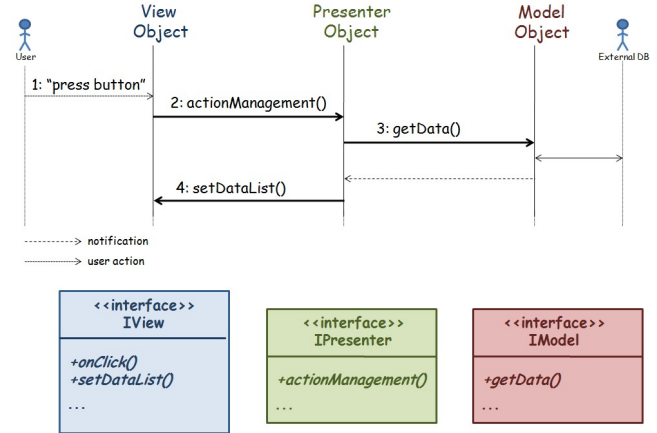 View
Object
Presenter
Object
Model
Object
User
External DB
1: “press button”
2: actionManagement()
3: getData()
4: setDataList()
notification
user action
<<interface>>
IView
+onClick()
+setDataList()
...
<<interface>>
IPresenter
+actionManagement()
...
<<interface>>
IModel
+getData()
...